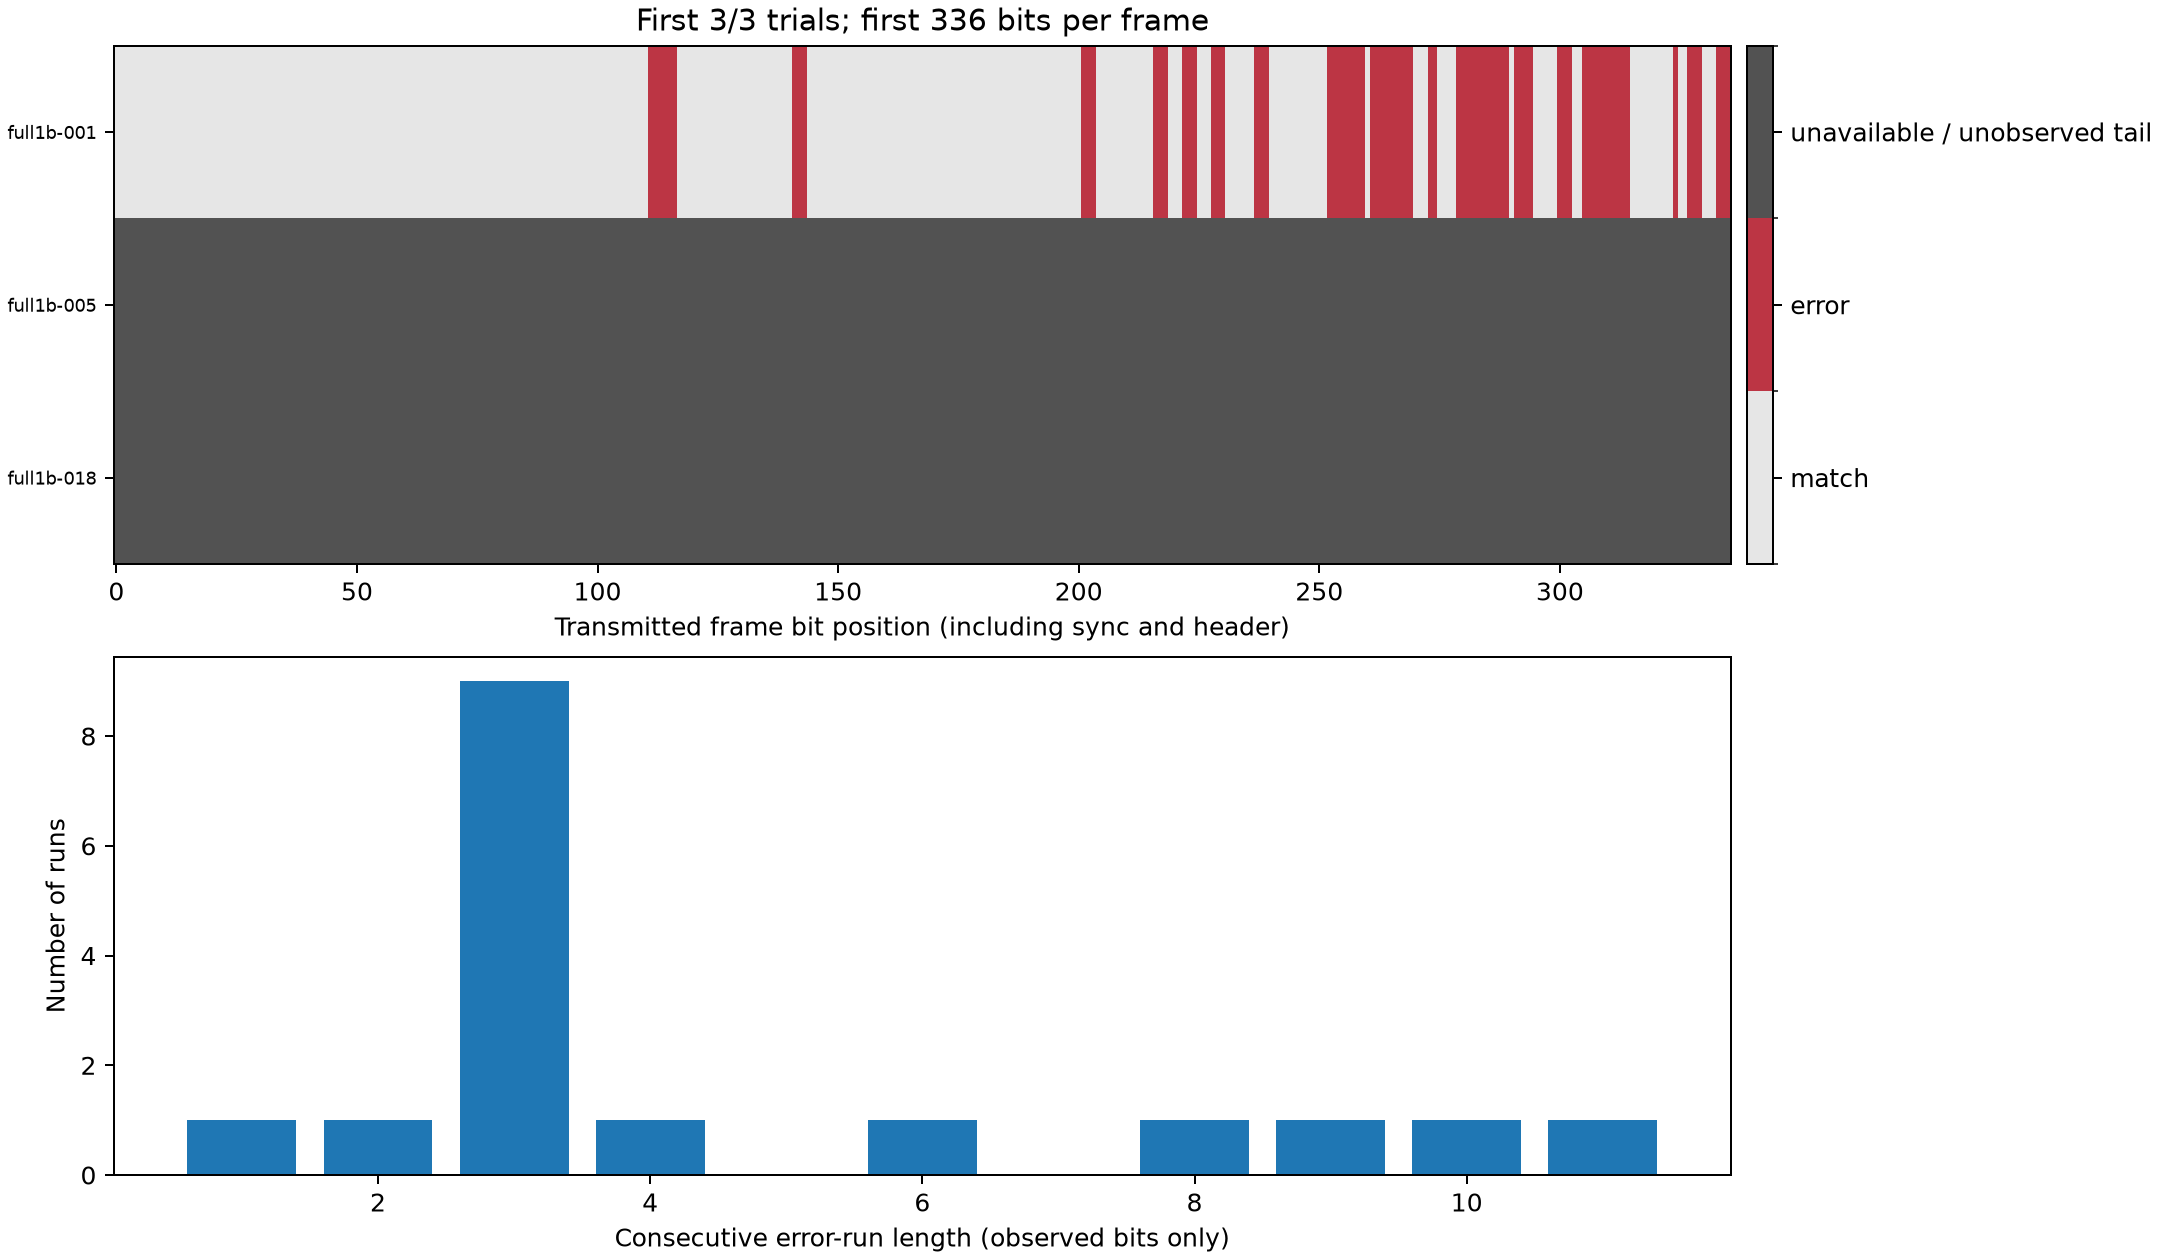 First 3/3 trials; first 336 bits per frame
full1b-001
full1b-005
full1b-018
unavailable / unobserved tail
error
match
0 50 100 150 200 250 300
Transmitted frame bit position (including sync and header)
Number of runs
8
6
4
2
0
2 4 6 8 10
Consecutive error-run length (observed bits only)